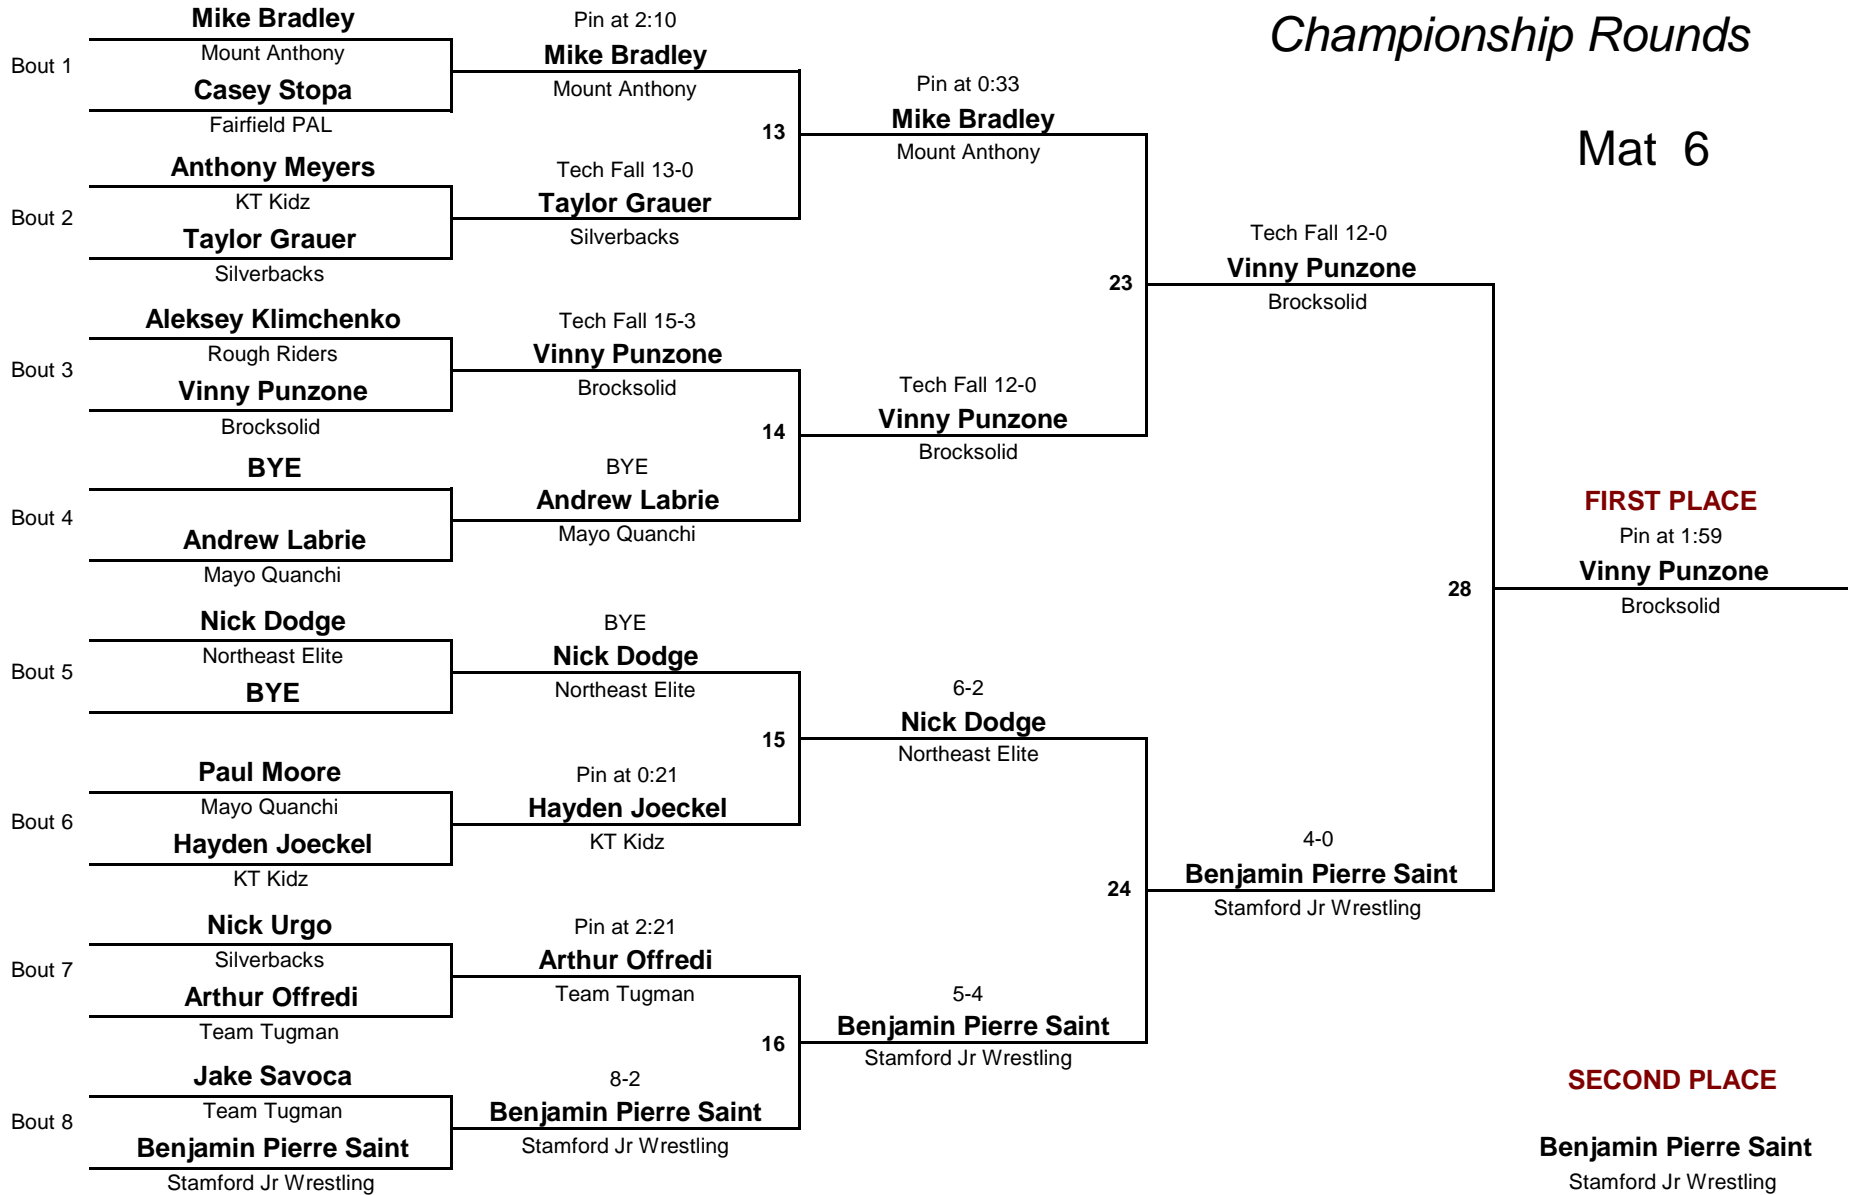 Championship Rounds
Mat 6
Bout 1
Mike Bradley
Mount Anthony
Casey Stopa
Fairfield PAL
Bout 2
Anthony Meyers
KT Kidz
Taylor Grauer
Silverbacks
Bout 3
Aleksey Klimchenko
Rough Riders
Vinny Punzone
Brocksolid
Bout 4
BYE
Andrew Labrie
Mayo Quanchi
Bout 5
Nick Dodge
Northeast Elite
BYE
Bout 6
Paul Moore
Mayo Quanchi
Hayden Joeckel
KT Kidz
Bout 7
Nick Urgo
Silverbacks
Arthur Offredi
Team Tugman
Bout 8
Jake Savoca
Team Tugman
Benjamin Pierre Saint
Stamford Jr Wrestling
Pin at 2:10
Mike Bradley
Mount Anthony
13
Tech Fall 13-0
Taylor Grauer
Silverbacks
Tech Fall 15-3
Vinny Punzone
Brocksolid
14
BYE
Andrew Labrie
Mayo Quanchi
BYE
Nick Dodge
Northeast Elite
15
Pin at 0:21
Hayden Joeckel
KT Kidz
Pin at 2:21
Arthur Offredi
Team Tugman
16
8-2
Benjamin Pierre Saint
Stamford Jr Wrestling
Pin at 0:33
Mike Bradley
Mount Anthony
23
Tech Fall 12-0
Vinny Punzone
Brocksolid
6-2
Nick Dodge
Northeast Elite
24
5-4
Benjamin Pierre Saint
Stamford Jr Wrestling
Tech Fall 12-0
Vinny Punzone
Brocksolid
28
4-0
Benjamin Pierre Saint
Stamford Jr Wrestling
FIRST PLACE
Pin at 1:59
Vinny Punzone
Brocksolid
SECOND PLACE
Benjamin Pierre Saint
Stamford Jr Wrestling